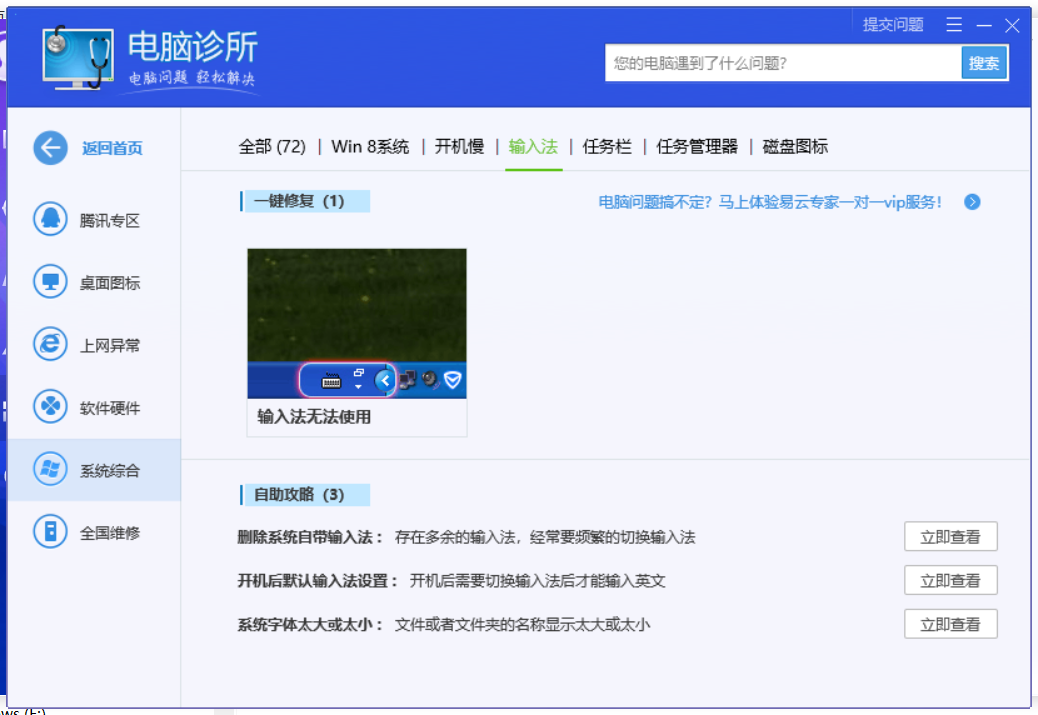 提交问题
电脑诊所
电脑问题 轻松解决
您的电脑遇到了什么问题?
搜索
返回首页
全部 (72) | Win 8系统 | 开机慢 | 输入法 | 任务栏 | 任务管理器 | 磁盘图标
一键修复 (1)
电脑问题搞不定? 马上体验易云专家一对一vip服务!
腾讯专区
桌面图标
上网异常
软件硬件
系统综合
全国维修
输入法无法使用
自助攻略 (3)
删除系统自带输入法: 存在多余的输入法, 经常要频繁的切换输入法 立即查看
开机后默认输入法设置: 开机后需要切换输入法后才能输入英文 立即查看
系统字体太大或太小: 文件或者文件夹的名称显示太大或太小 立即查看
ws (F:)